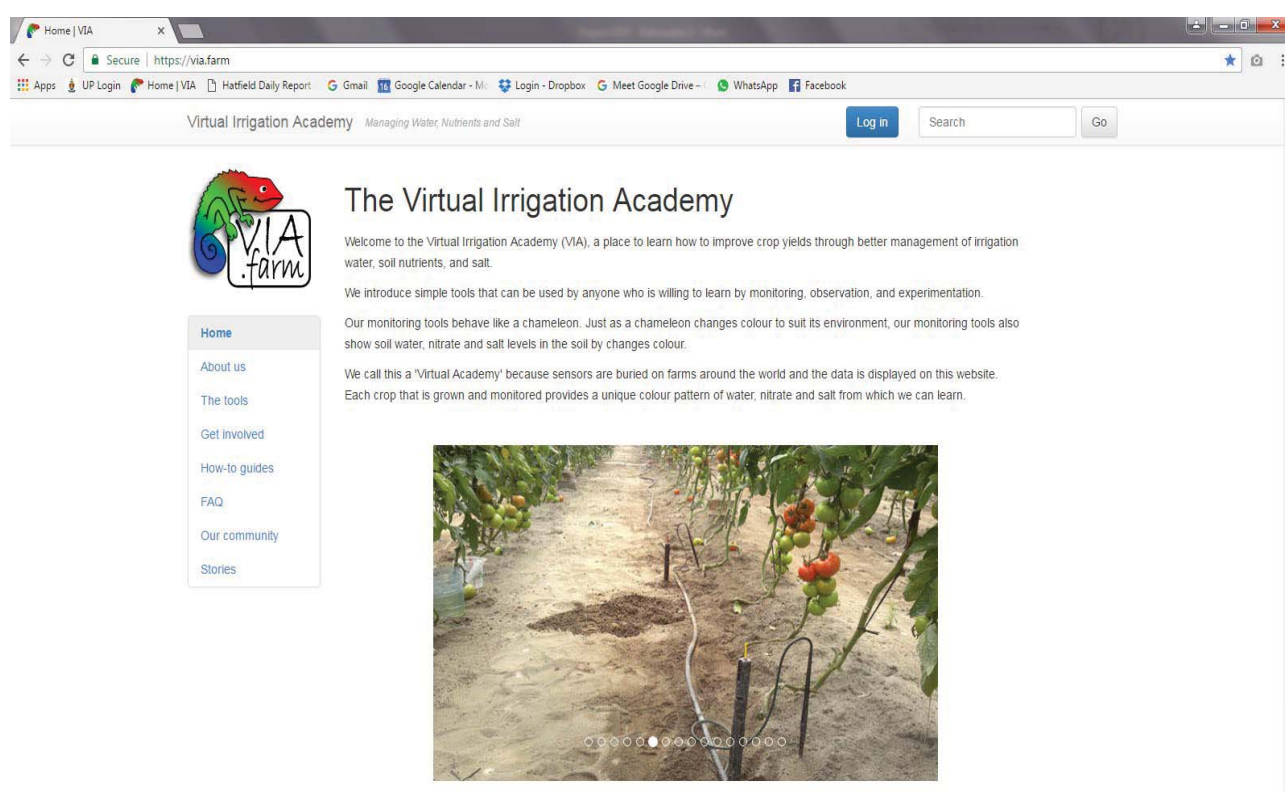 Home | VIA
Secure https://via.farm
Apps UP Login Home | VIA Hatfield Daily Report Gmail 16 Google Calendar - Mo Login - Dropbox Meet Google Drive – WhatsApp Facebook
Virtual Irrigation Academy Managing Water, Nutrients and Salt Log in Search Go
VIA
.farm
The Virtual Irrigation Academy
Welcome to the Virtual Irrigation Academy (VIA), a place to learn how to improve crop yields through better management of irrigation
water, soil nutrients, and salt.
We introduce simple tools that can be used by anyone who is willing to learn by monitoring, observation, and experimentation.
Our monitoring tools behave like a chameleon. Just as a chameleon changes colour to suit its environment, our monitoring tools also
show soil water, nitrate and salt levels in the soil by changes colour.
We call this a 'Virtual Academy' because sensors are buried on farms around the world and the data is displayed on this website.
Each crop that is grown and monitored provides a unique colour pattern of water, nitrate and salt from which we can learn.
Home
About us
The tools
Get involved
How-to guides
FAQ
Our community
Stories